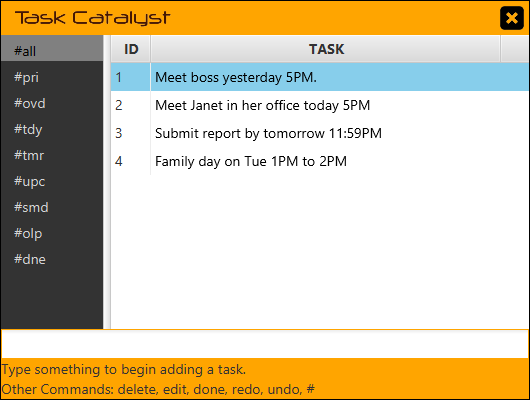 Task Catalyst
#all
#pri
#ovd
#tdy
#tmr
#upc
#smd
#olp
#dne
ID TASK
1 Meet boss yesterday 5PM.
2 Meet Janet in her office today 5PM
3 Submit report by tomorrow 11:59PM
4 Family day on Tue 1PM to 2PM
Type something to begin adding a task.
Other Commands: delete, edit, done, redo, undo, #